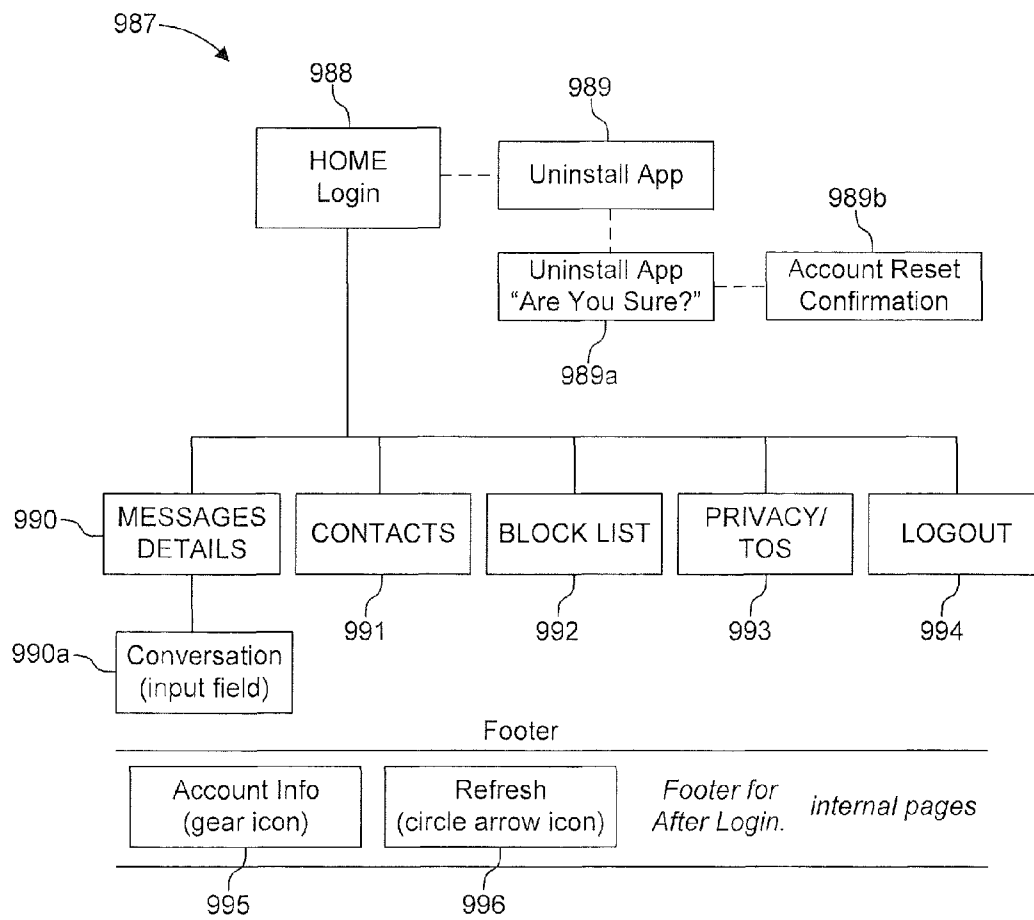 987
988
HOME
Login
989
Uninstall App
989b
Uninstall App
"Are You Sure?"
Account Reset
Confirmation
989a
990
MESSAGES
DETAILS
CONTACTS
BLOCK LIST
PRIVACY/
TOS
LOGOUT
991
992
993
994
990a
Conversation
(input field)
Footer
Account Info
(gear icon)
Refresh
(circle arrow icon)
Footer for
After Login.
internal pages
995
996